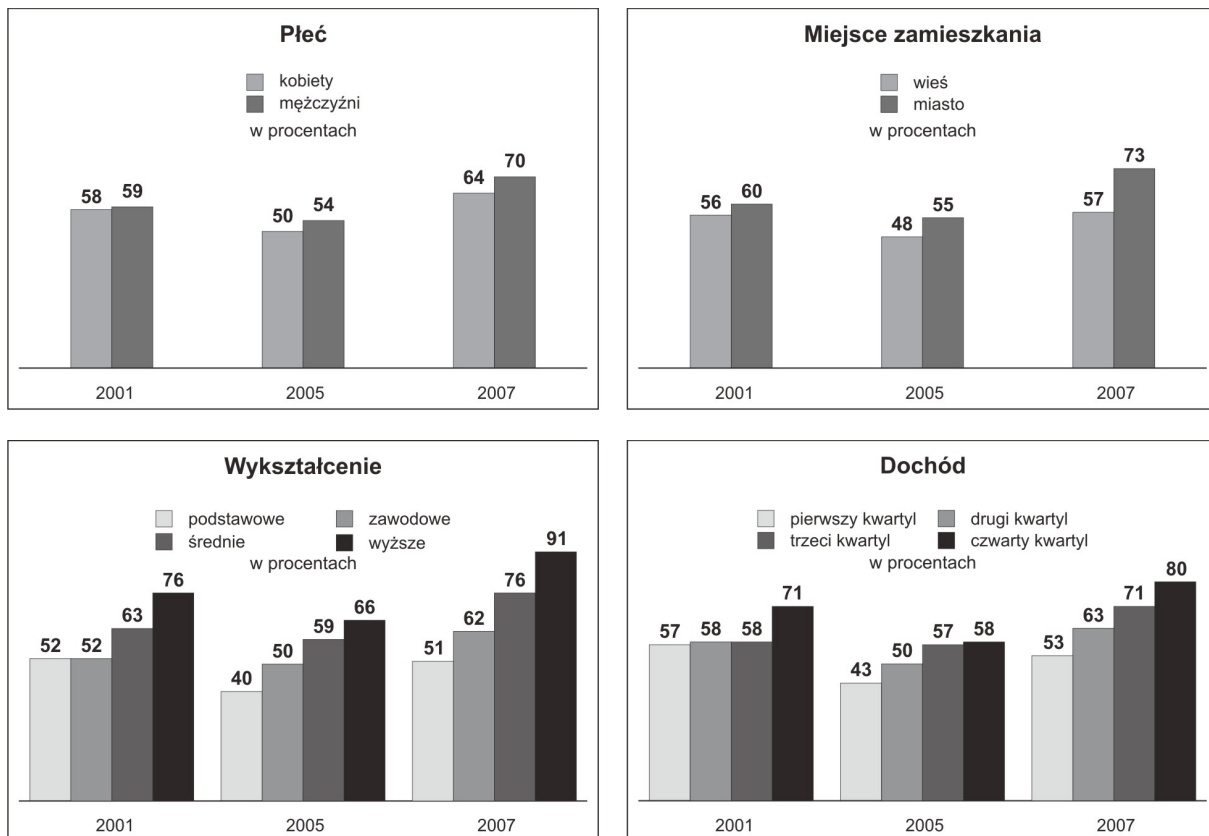 Płeć
kobiety
mężczyźni
w procentach
58 59 50 54 64 70
2001 2005 2007
Miejsce zamieszkania
wieś
miasto
w procentach
56 60 48 55 57 73
2001 2005 2007
Wykształcenie
podstawowe zawodowe
średnie wyższe
w procentach
52 52 63 76 40 50 59 66 51 62 76 91
2001 2005 2007
Dochód
pierwszy kwartyl drugi kwartyl
trzeci kwartyl czwarty kwartyl
w procentach
57 58 58 71 43 50 57 58 53 63 71 80
2001 2005 2007